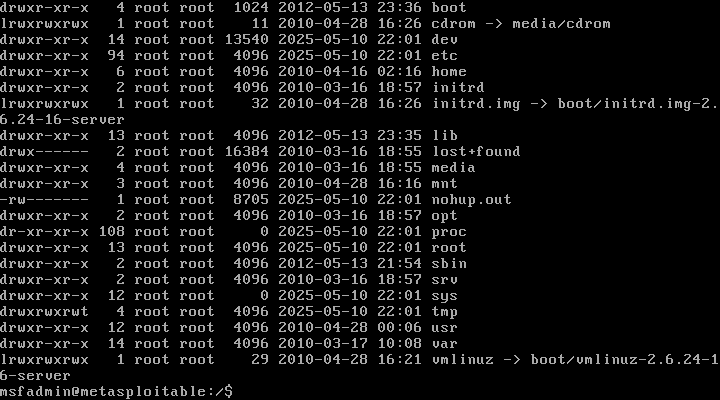 drwxr-xr-x   4 root root  1024 2012-05-13 23:36 boot
lrwxrwxrwx   1 root root    11 2010-04-28 16:26 cdrom -> media/cdrom
drwxr-xr-x  14 root root 13540 2025-05-10 22:01 dev
drwxr-xr-x  94 root root  4096 2025-05-10 22:01 etc
drwxr-xr-x   6 root root  4096 2010-04-16 02:16 home
drwxr-xr-x   2 root root  4096 2010-03-16 18:57 initrd
lrwxrwxrwx   1 root root    32 2010-04-28 16:26 initrd.img -> boot/initrd.img-2.
6.24-16-server
drwxr-xr-x  13 root root  4096 2012-05-13 23:35 lib
drwx------   2 root root 16384 2010-03-16 18:55 lost+found
drwxr-xr-x   4 root root  4096 2010-03-16 18:55 media
drwxr-xr-x   3 root root  4096 2010-04-28 16:16 mnt
-rw-------   1 root root  8705 2025-05-10 22:01 nohup.out
drwxr-xr-x   2 root root  4096 2010-03-16 18:57 opt
dr-xr-xr-x 108 root root     0 2025-05-10 22:01 proc
drwxr-xr-x  13 root root  4096 2025-05-10 22:01 root
drwxr-xr-x   2 root root  4096 2012-05-13 21:54 sbin
drwxr-xr-x   2 root root  4096 2010-03-16 18:57 srv
drwxr-xr-x  12 root root     0 2025-05-10 22:01 sys
drwxrwxrwt   4 root root  4096 2025-05-10 22:01 tmp
drwxr-xr-x  12 root root  4096 2010-04-28 00:06 usr
drwxr-xr-x  14 root root  4096 2010-03-17 10:08 var
lrwxrwxrwx   1 root root    29 2010-04-28 16:21 vmlinuz -> boot/vmlinuz-2.6.24-1
6-server
msfadmin@metasploitable:/$